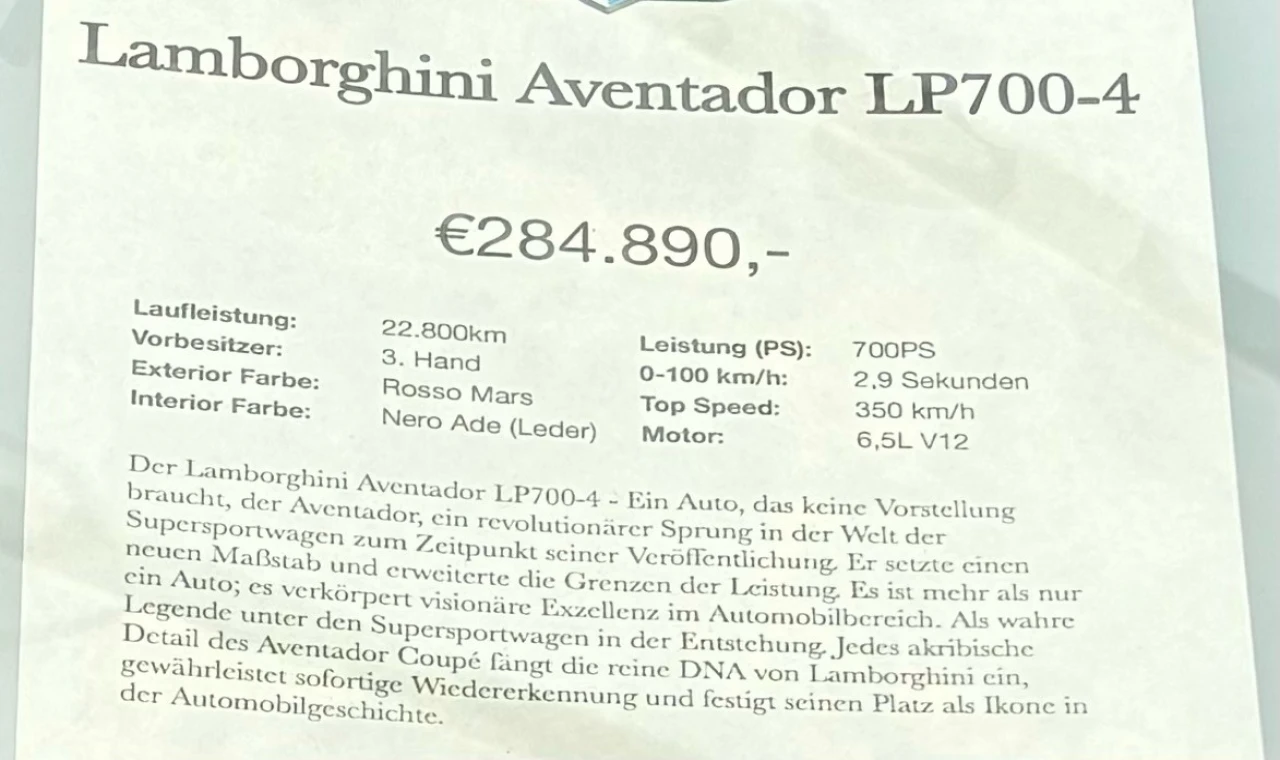 Lamborghini Aventador LP700-4
€284.890,-
Laufleistung: 22.800km
Vorbesitzer: 3. Hand
Exterior Farbe: Rosso Mars
Interior Farbe: Nero Ade (Leder)
Leistung (PS): 700PS
0-100 km/h: 2,9 Sekunden
Top Speed: 350 km/h
Motor: 6,5L V12
Der Lamborghini Aventador LP700-4 - Ein Auto, das keine Vorstellung
braucht, der Aventador, ein revolutionärer Sprung in der Welt der
Supersportwagen zum Zeitpunkt seiner Veröffentlichung. Er setzte einen
neuen Maßstab und erweiterte die Grenzen der Leistung. Es ist mehr als nur
ein Auto; es verkörpert visionäre Exzellenz im Automobilbereich. Als wahre
Legende unter den Supersportwagen in der Entstehung. Jedes akribische
Detail des Aventador Coupé fängt die reine DNA von Lamborghini ein,
gewährleistet sofortige Wiedererkennung und festigt seinen Platz als Ikone in
der Automobilgeschichte.